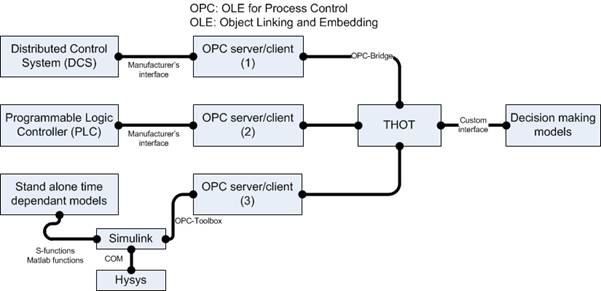 OPC: OLE for Process Control
OLE: Object Linking and Embedding
Distributed Control
System (DCS)
Manufacturer's
interface
OPC server/client
(1)
OPC-Bridge
Programmable Logic
Controller (PLC)
Manufacturer's
interface
OPC server/client
(2)
THOT
Custom
interface
Decision making
models
Stand alone time
dependant models
OPC server/client
(3)
OPC-Toolbox
S-functions
Matlab functions
Simulink
COM
Hysys